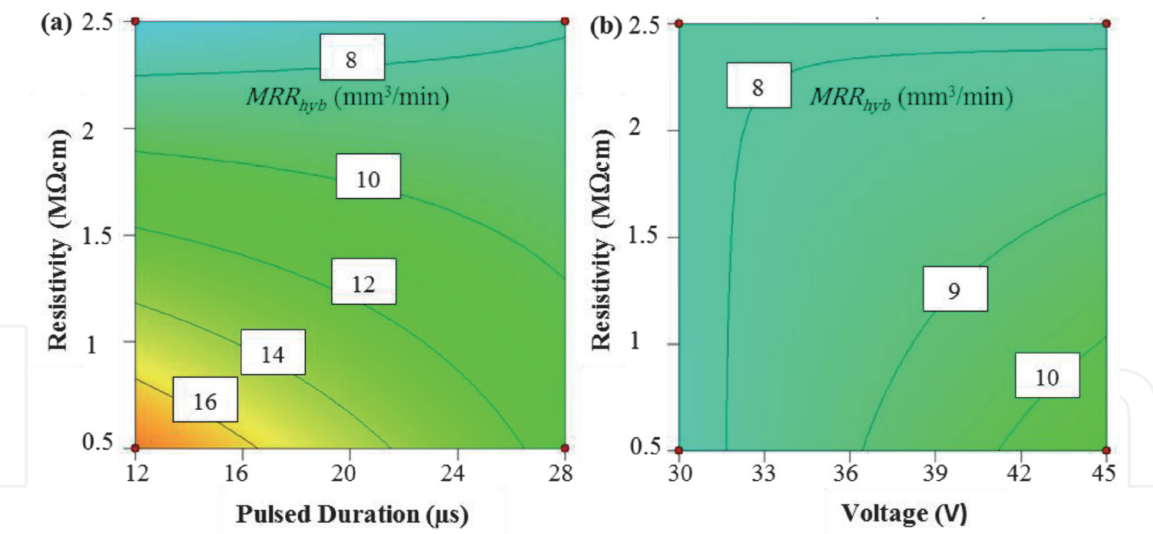 (a)
2.5
2
1.5
1
0.5
Resistivity (MΩcm)
8
MRRhyb (mm³/min)
10
12
14
16
12 16 20 24 28
Pulsed Duration (µs)
(b)
2.5
2
1.5
1
0.5
Resistivity (MΩcm)
8
MRRhyb (mm³/min)
9
10
30 33 36 39 42 45
Voltage (V)